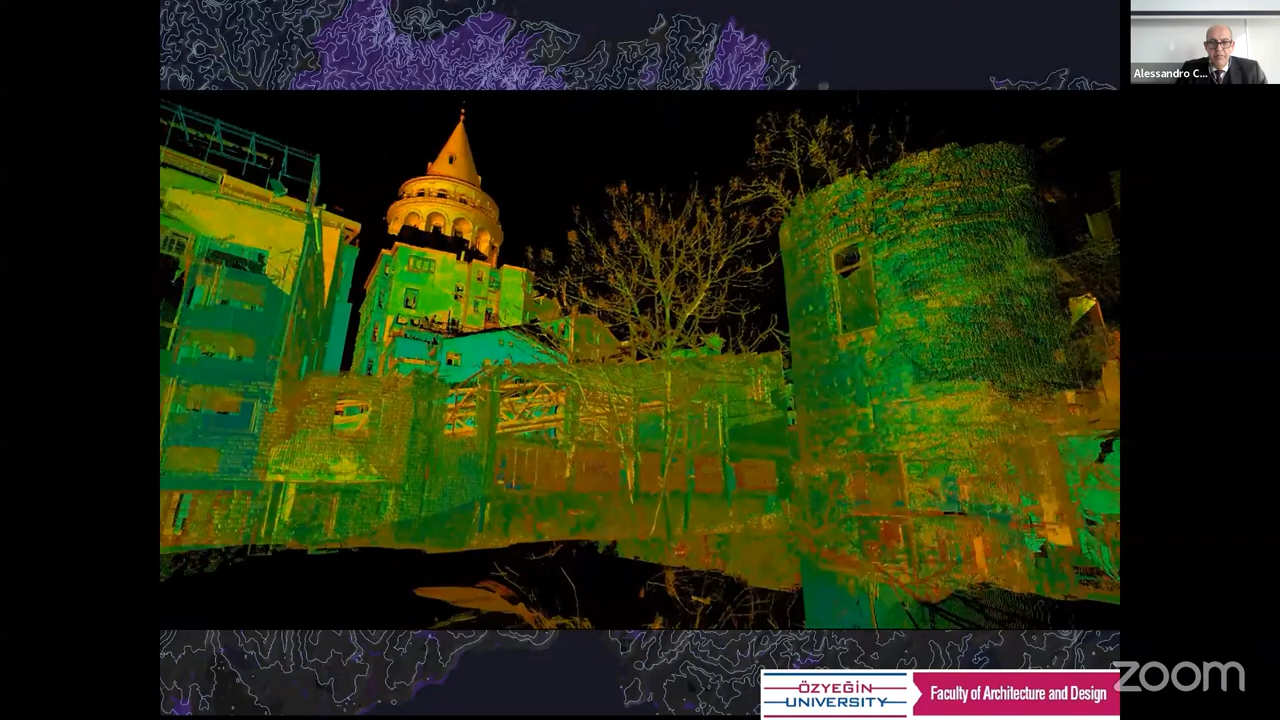 Alessandro C...
ÖZYEĞİN
UNIVERSITY
Faculty of Architecture and Design
zoom